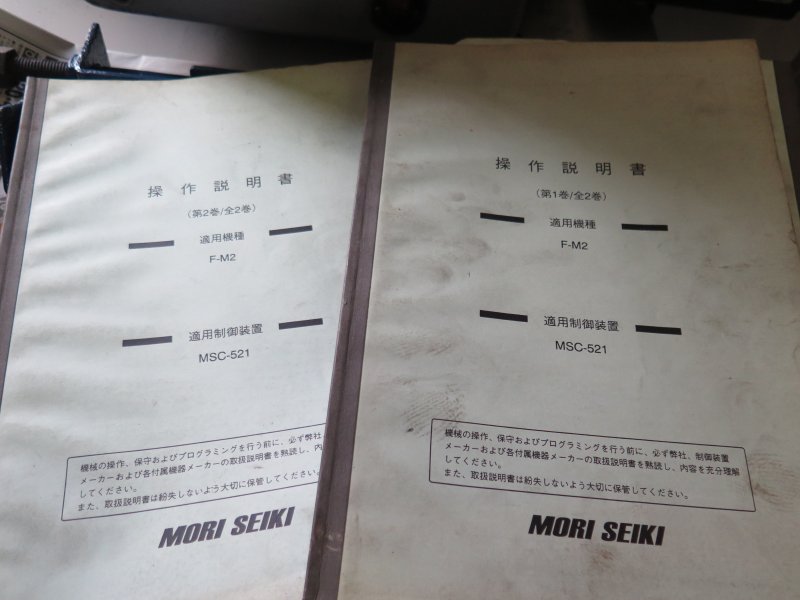 操作説明書
(第2巻/全2巻)
適用機種
F-M2
適用制御装置
MSC-521
機械の操作、保守およびプログラミングを行う前に、必ず弊社、
メーカーおよび各付属機器メーカーの取扱説明書を熟読し、内
してください。
また、取扱説明書は紛失しないよう大切に保管してください。
MORI SEIKI
操作説明書
(第1巻/全2巻)
適用機種
F-M2
適用制御装置
MSC-521
機械の操作、保守およびプログラミングを行う前に、必ず弊社、制御装置
メーカーおよび各付属機器メーカーの取扱説明書を熟読し、内容を充分理解
してください。
また、取扱説明書は紛失しないよう大切に保管してください。
MORI SEIKI